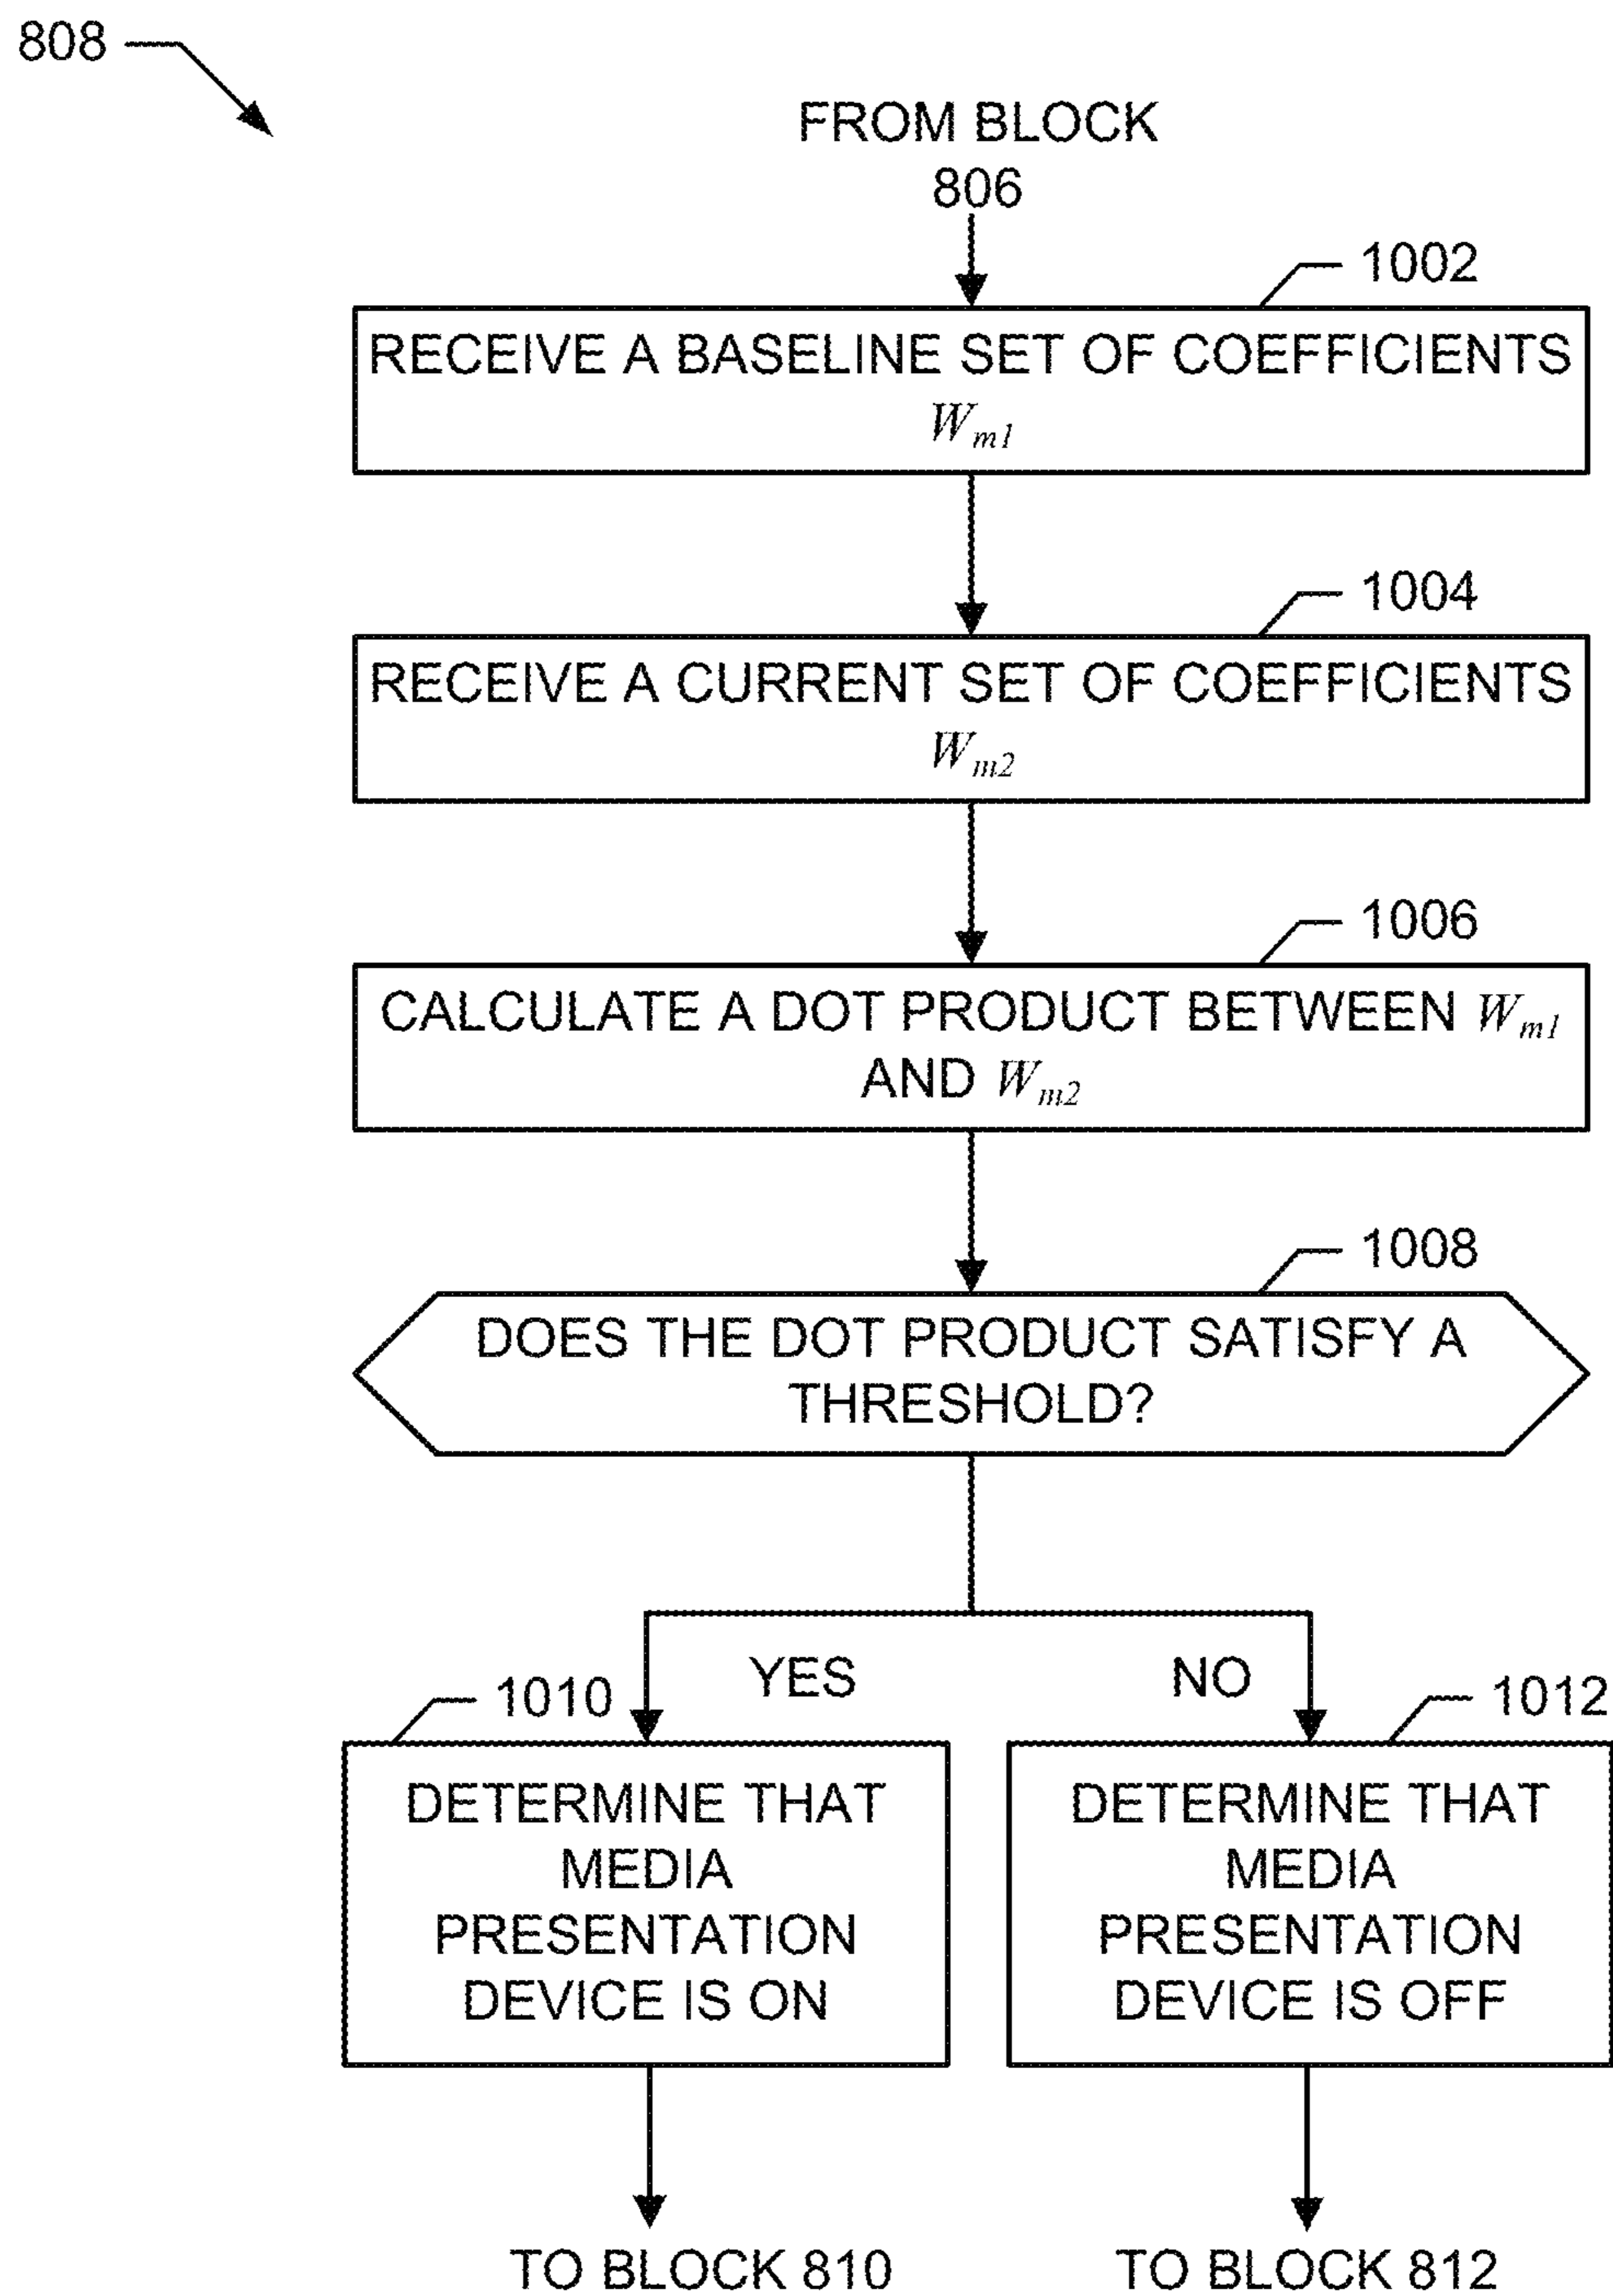 808
FROM BLOCK
806
1002
RECEIVE A BASELINE SET OF COEFFICIENTS
Wm1
1004
RECEIVE A CURRENT SET OF COEFFICIENTS
Wm2
1006
CALCULATE A DOT PRODUCT BETWEEN Wm1
AND Wm2
1008
DOES THE DOT PRODUCT SATISFY A
THRESHOLD?
YES
NO
1010
DETERMINE THAT
MEDIA
PRESENTATION
DEVICE IS ON
1012
DETERMINE THAT
MEDIA
PRESENTATION
DEVICE IS OFF
TO BLOCK 810
TO BLOCK 812